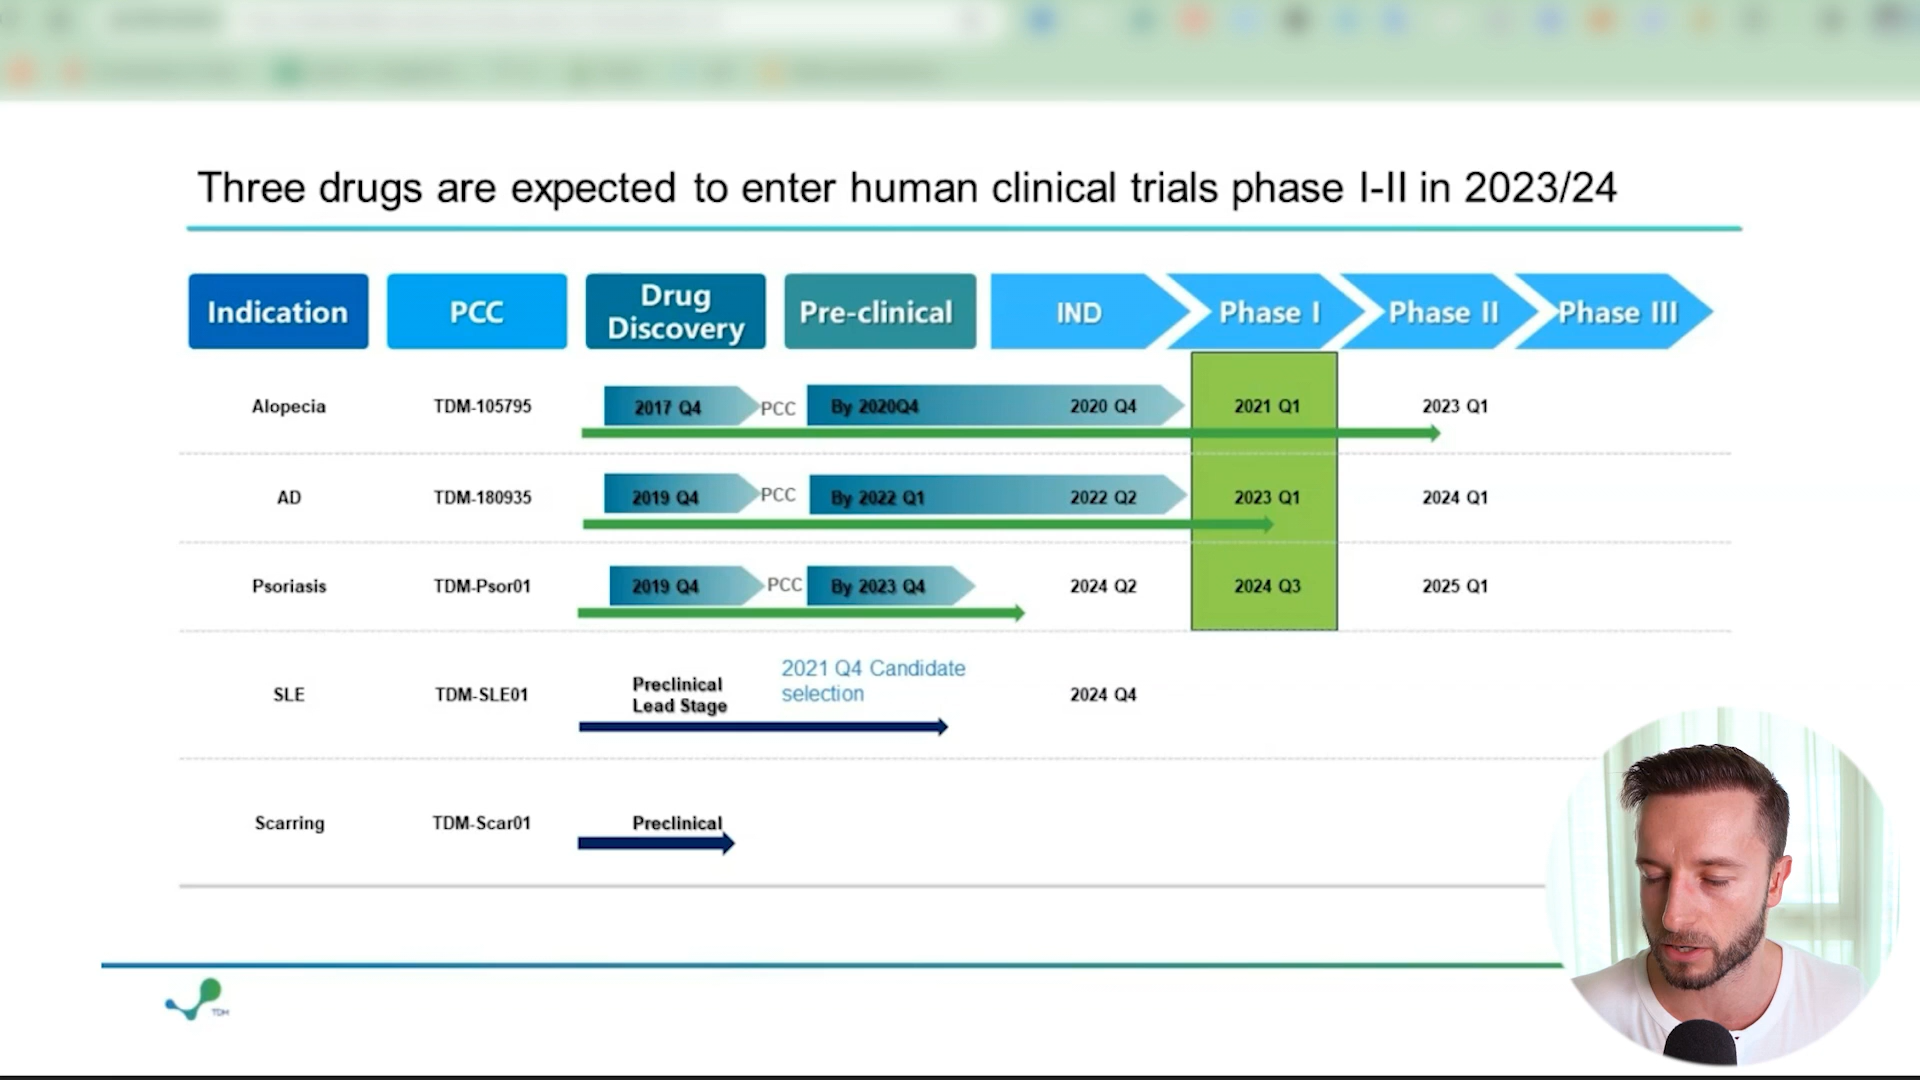 Three drugs are expected to enter human clinical trials phase I-II in 2023/24
Indication
PCC
Drug
Discovery
Pre-clinical
IND
Phase I
Phase II
Phase III
Alopecia
TDM-105795
2017 Q4
PCC
By 2020Q4
2020 Q4
2021 Q1
2023 Q1
AD
TDM-180935
2019 Q4
PCC
By 2022 Q1
2022 Q2
2023 Q1
2024 Q1
Psoriasis
TDM-Psor01
2019 Q4
PCC
By 2023 Q4
2024 Q2
2024 Q3
2025 Q1
SLE
TDM-SLE01
Preclinical
Lead Stage
2021 Q4 Candidate
selection
2024 Q4
Scarring
TDM-Scar01
Preclinical
TDM